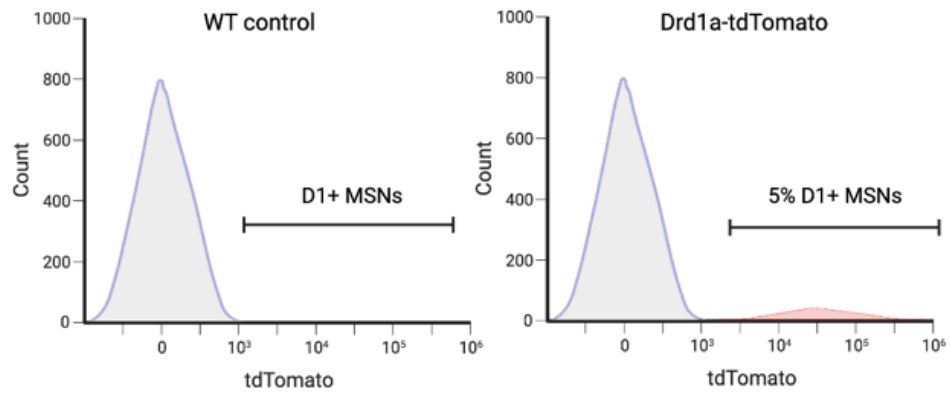 WT control
1000
800
600
400
200
0
Count
D1+ MSNs
0 10³ 10⁴ 10⁵ 10⁶
tdTomato
Drd1a-tdTomato
1000
800
600
400
200
0
Count
5% D1+ MSNs
0 10³ 10⁴ 10⁵ 10⁶
tdTomato